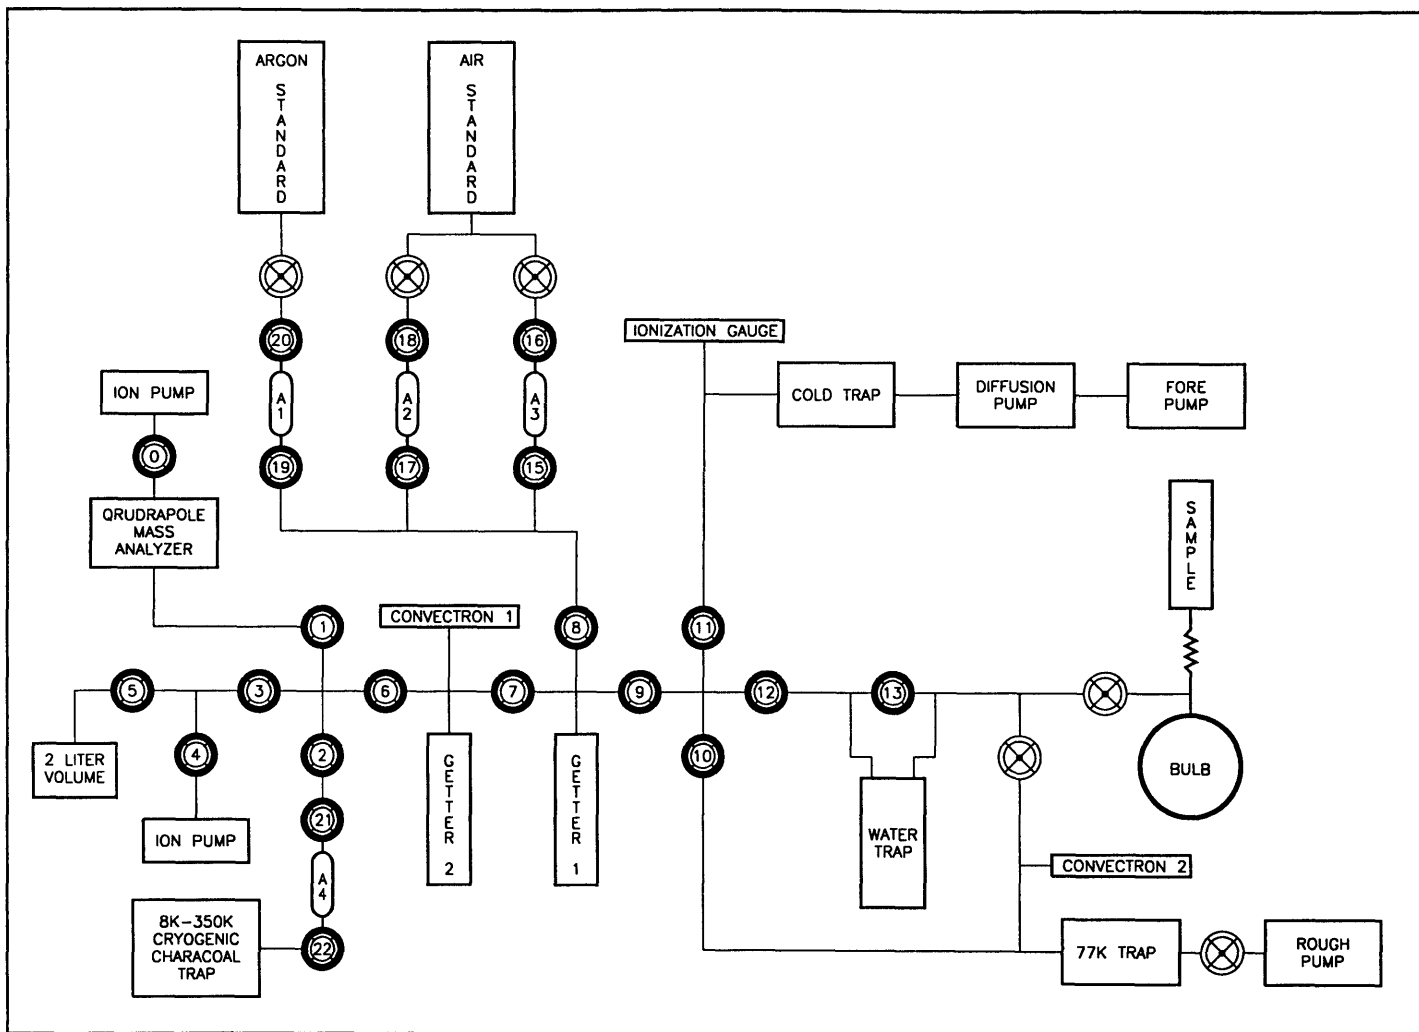 ARGON
STANDARD
AIR
STANDARD
20
18
16
A1
A2
A3
19
17
15
IONIZATION GAUGE
COLD TRAP
DIFFUSION
PUMP
FORE
PUMP
ION PUMP
0
QRUDRAPOLE
MASS
ANALYZER
SAMPLE
1
CONVECTRON 1
8
11
5
3
6
7
9
12
13
2 LITER
VOLUME
4
2
10
BULB
GETTER 2
GETTER 1
ION PUMP
21
WATER
TRAP
A4
CONVECTRON 2
8K-350K
CRYOGENIC
CHARACOAL
TRAP
22
77K TRAP
ROUGH
PUMP